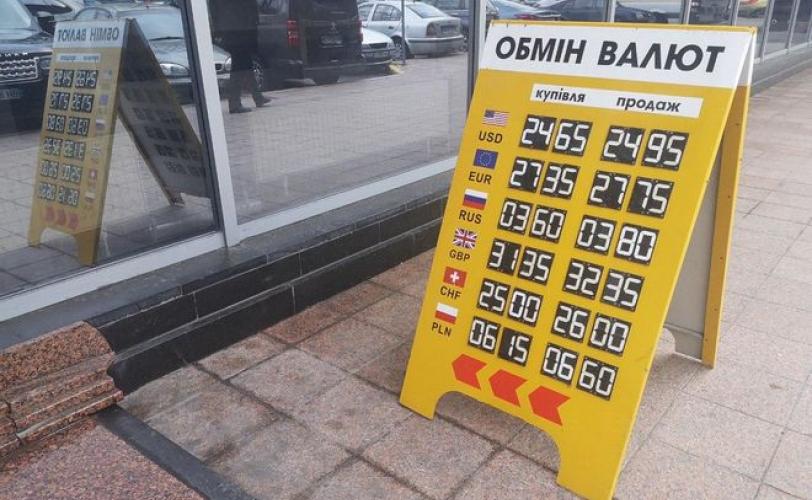 ОБМІН ВАЛЮТ
купівля продаж
USD 24 65 24 95
EUR 27 35 27 75
RUS 03 60 03 80
GBP 31 35 32 35
CHF 25 00 26 00
PLN 06 15 06 60